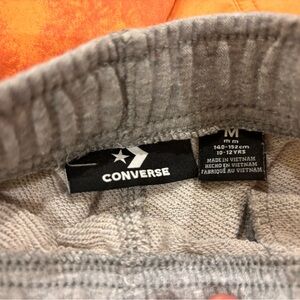 CONVERSE
M
m m
140-152cm
10-12YRS
MADE IN VIETNAM
HECHO EN VIETNAM
FABRIQUÉ AU VIETNAM